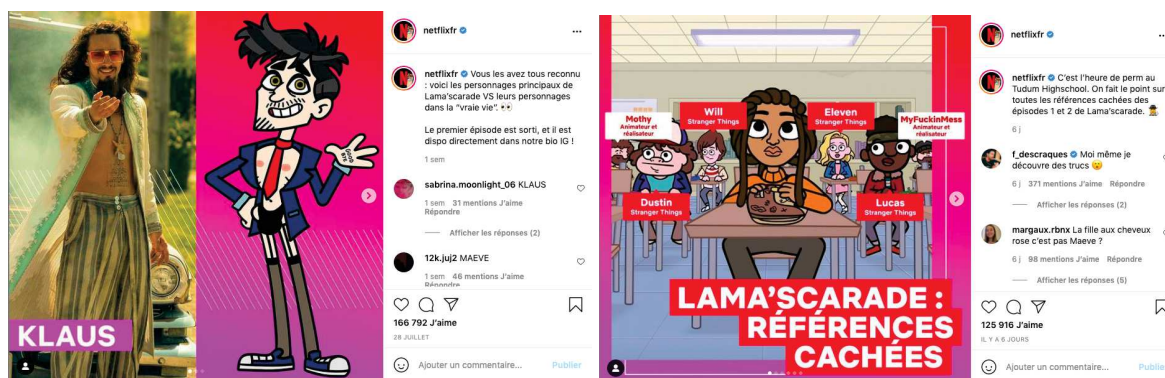 KLAUS
netflixfr
netflixfr Vous les avez tous reconnu
: voici les personnages principaux de
Lama'scarade VS leurs personnages
dans la "vraie vie".
Le premier épisode est sorti, et il est
dispo directement dans notre bio IG !
1 sem
sabrina.moonlight_06 KLAUS
1 sem 31 mentions J'aime
Répondre
Afficher les réponses (2)
12k.juj2 MAEVE
1 sem 46 mentions J'aime
Répondre
166 792 J'aime
28 JUILLET
Ajouter un commentaire... Publier
Mothy
Animateur et
réalisateur
Will
Stranger Things
Eleven
Stranger Things
MyFuckinMess
Animateur et
réalisateur
Dustin
Stranger Things
Lucas
Stranger Things
LAMA'SCARADE :
RÉFÉRENCES
CACHÉES
netflixfr
netflixfr C'est l'heure de perm au
Tudum Highschool. On fait le point sur
toutes les références cachées des
épisodes 1 et 2 de Lama'scarade.
6 j
f_descraques Moi même je
découvre des trucs
6 j 371 mentions J'aime Répondre
Afficher les réponses (2)
margaux.rbnx La fille aux cheveux
rose c'est pas Maeve ?
6 j 98 mentions J'aime Répondre
Afficher les réponses (5)
125 916 J'aime
IL Y A 6 JOURS
Ajouter un commentaire... Publie